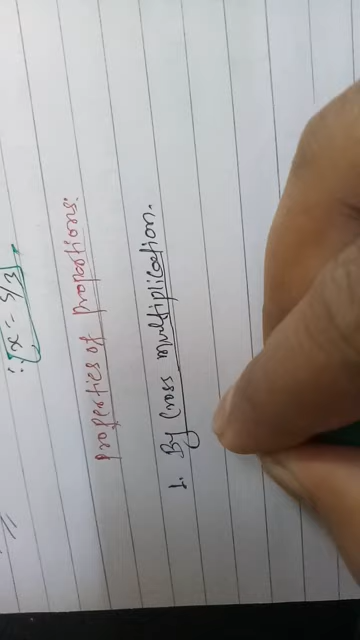 ∴ x = 5/3
properties of proportions:
1. By Cross multiplication.